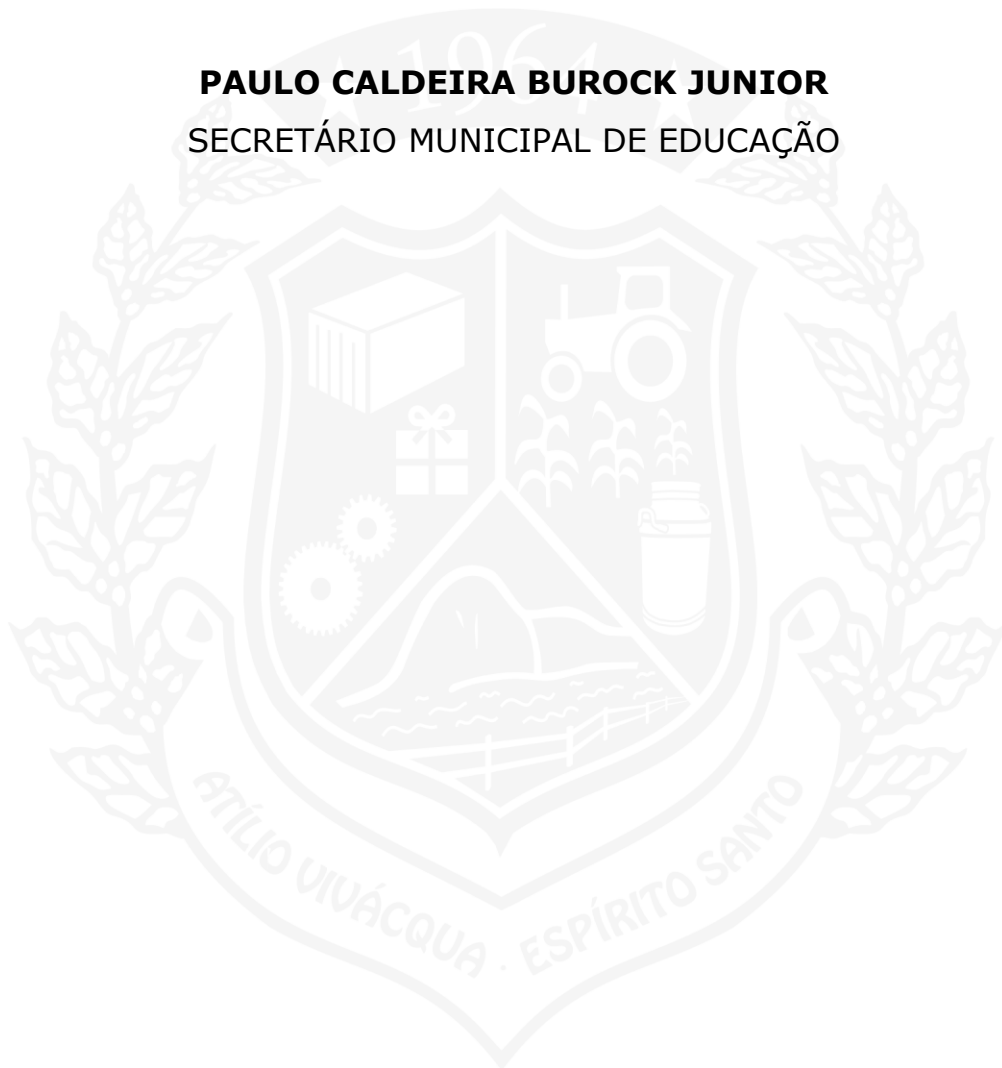 1964
PAULO CALDEIRA BUROCK JUNIOR
SECRETÁRIO MUNICIPAL DE EDUCAÇÃO
ATÍLIO VIVÁCQUA · ESPÍRITO SANTO